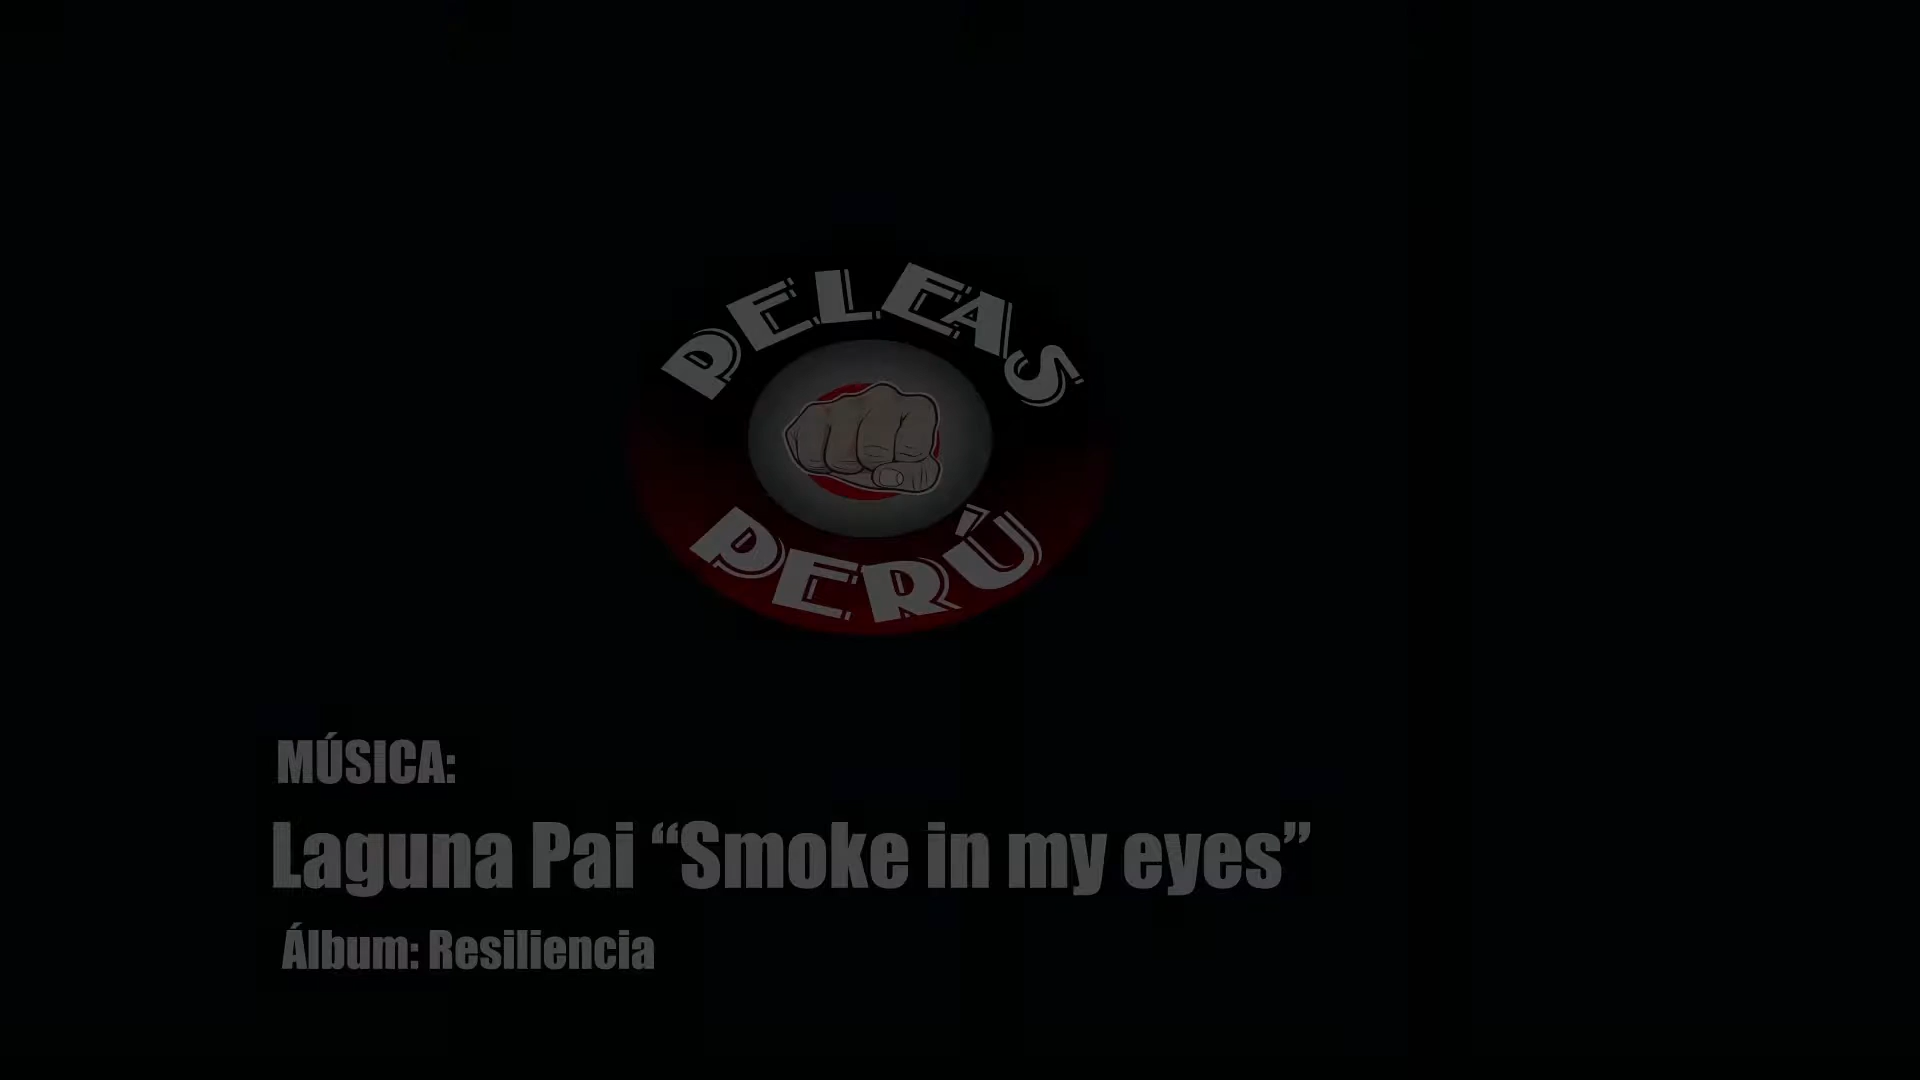 PELEAS
PERÚ
MÚSICA:
Laguna Pai “Smoke in my eyes”
Álbum: Resiliencia